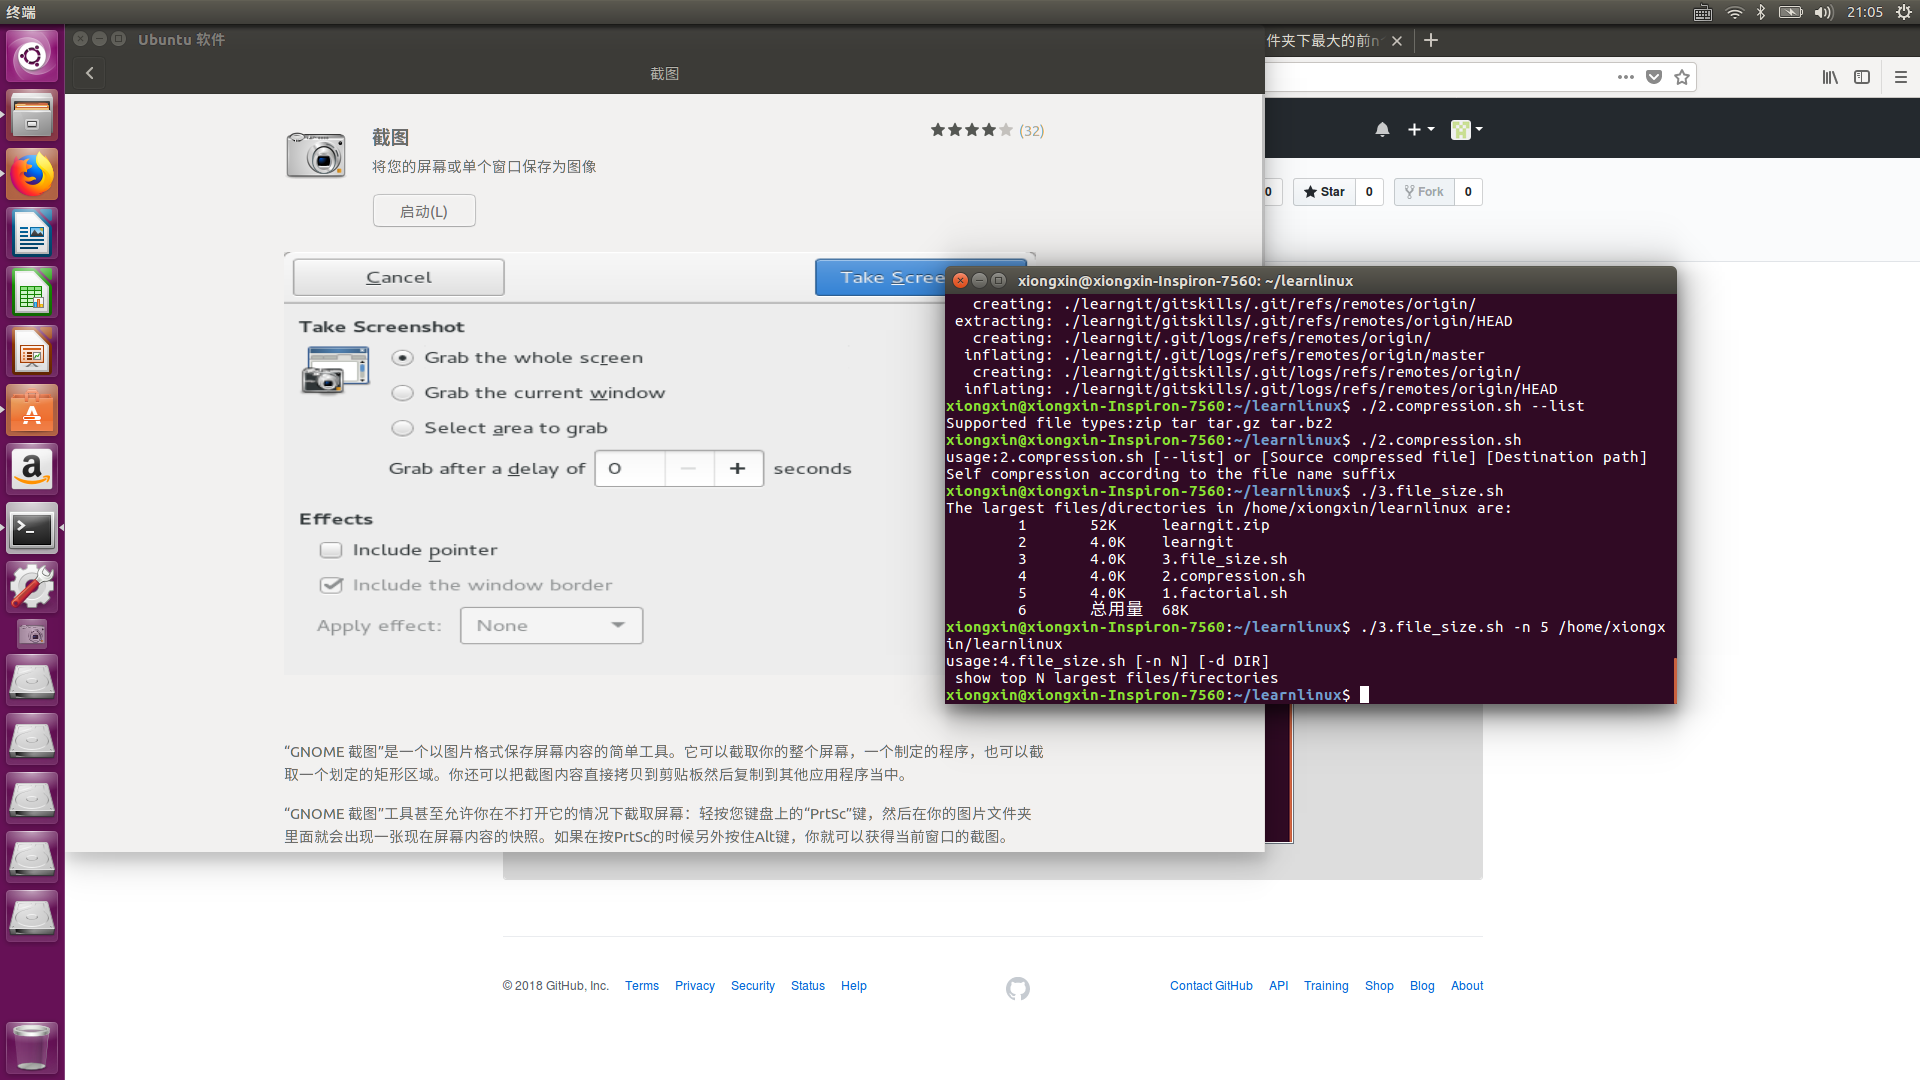 终端
21:05
Ubuntu 软件
截图
截图
将您的屏幕或单个窗口保存为图像
(32)
启动(L)
Cancel
Take Scree
Take Screenshot
Grab the whole screen
Grab the current window
Select area to grab
Grab after a delay of 0 seconds
Effects
Include pointer
Include the window border
Apply effect: None
“GNOME 截图”是一个以图片格式保存屏幕内容的简单工具。它可以截取你的整个屏幕，一个制定的程序，也可以截
取一个划定的矩形区域。你还可以把截图内容直接拷贝到剪贴板然后复制到其他应用程序当中。
“GNOME 截图”工具甚至允许你在不打开它的情况下截取屏幕：轻按您键盘上的“PrtSc”键，然后在你的图片文件夹
里面就会出现一张现在屏幕内容的快照。如果在按PrtSc的时候另外按住Alt键，你就可以获得当前窗口的截图。
件夹下最大的前n
0 Star 0 Fork 0
xiongxin@xiongxin-Inspiron-7560: ~/learnlinux
creating: ./learngit/gitskills/.git/refs/remotes/origin/
extracting: ./learngit/gitskills/.git/refs/remotes/origin/HEAD
creating: ./learngit/.git/logs/refs/remotes/origin/
inflating: ./learngit/.git/logs/refs/remotes/origin/master
creating: ./learngit/gitskills/.git/logs/refs/remotes/origin/
inflating: ./learngit/gitskills/.git/logs/refs/remotes/origin/HEAD
xiongxin@xiongxin-Inspiron-7560:~/learnlinux$ ./2.compression.sh --list
Supported file types:zip tar tar.gz tar.bz2
xiongxin@xiongxin-Inspiron-7560:~/learnlinux$ ./2.compression.sh
usage:2.compression.sh [--list] or [Source compressed file] [Destination path]
Self compression according to the file name suffix
xiongxin@xiongxin-Inspiron-7560:~/learnlinux$ ./3.file_size.sh
The largest files/directories in /home/xiongxin/learnlinux are:
1 52K learngit.zip
2 4.0K learngit
3 4.0K 3.file_size.sh
4 4.0K 2.compression.sh
5 4.0K 1.factorial.sh
6 总用量 68K
xiongxin@xiongxin-Inspiron-7560:~/learnlinux$ ./3.file_size.sh -n 5 /home/xiongx
in/learnlinux
usage:4.file_size.sh [-n N] [-d DIR]
show top N largest files/firectories
xiongxin@xiongxin-Inspiron-7560:~/learnlinux$
© 2018 GitHub, Inc. Terms Privacy Security Status Help
Contact GitHub API Training Shop Blog About